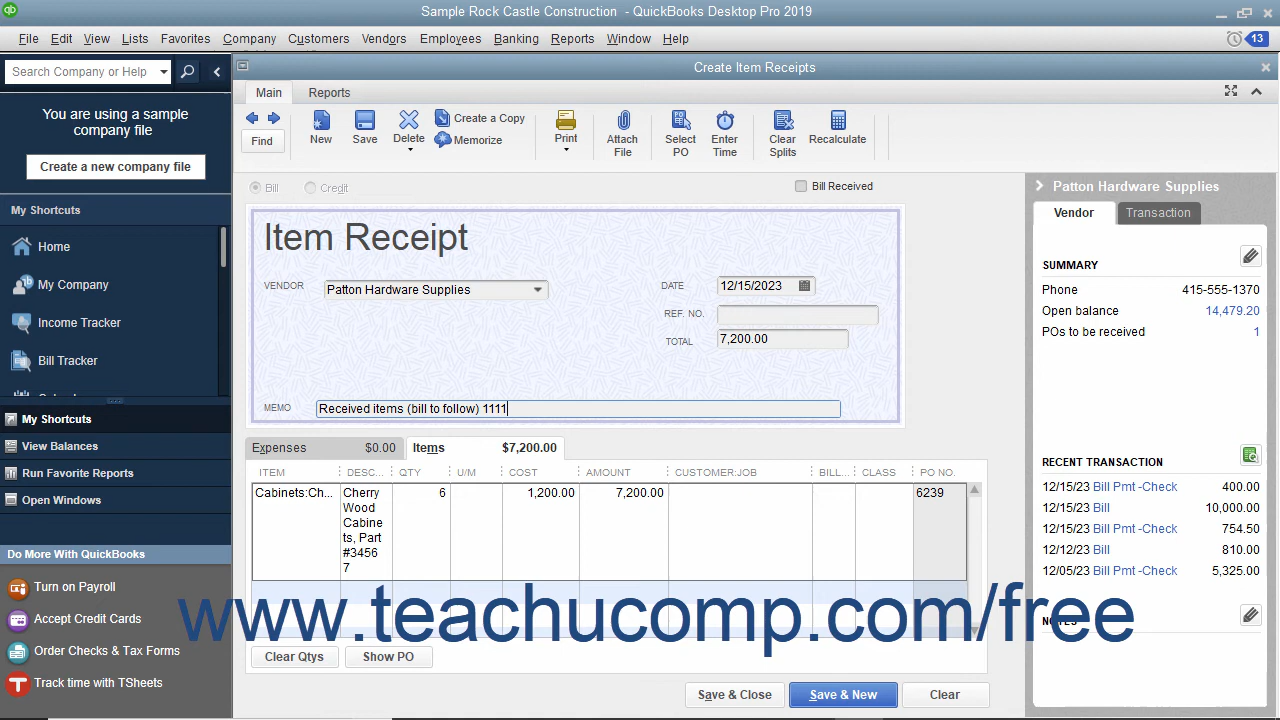 Sample Rock Castle Construction - QuickBooks Desktop Pro 2019
File Edit View Lists Favorites Company Customers Vendors Employees Banking Reports Window Help
13
Search Company or Help
You are using a sample
company file
Create a new company file
My Shortcuts
Home
My Company
Income Tracker
Bill Tracker
My Shortcuts
View Balances
Run Favorite Reports
Open Windows
Do More With QuickBooks
Turn on Payroll
Accept Credit Cards
Order Checks & Tax Forms
Track time with TSheets
Create Item Receipts
Main Reports
Find
New
Save
Delete
Create a Copy
Memorize
Print
Attach
File
Select
PO
Enter
Time
Clear
Splits
Recalculate
Bill Credit
Bill Received
Item Receipt
VENDOR Patton Hardware Supplies
DATE 12/15/2023
REF. NO.
TOTAL 7,200.00
MEMO Received items (bill to follow) 1111
Expenses $0.00 Items $7,200.00
ITEM DESC... QTY U/M COST AMOUNT CUSTOMER:JOB BILL... CLASS PO NO.
Cabinets:Ch... Cherry 6 1,200.00 7,200.00 6239
Wood
Cabine
ts, Part
#3456
7
Clear Qtys Show PO
Save & Close Save & New Clear
Patton Hardware Supplies
Vendor Transaction
SUMMARY
Phone 415-555-1370
Open balance 14,479.20
POs to be received 1
RECENT TRANSACTION
12/15/23 Bill Pmt -Check 400.00
12/15/23 Bill 10,000.00
12/15/23 Bill Pmt -Check 754.50
12/12/23 Bill 810.00
12/05/23 Bill Pmt -Check 5,325.00
NOTES
www.teachucomp.com/free